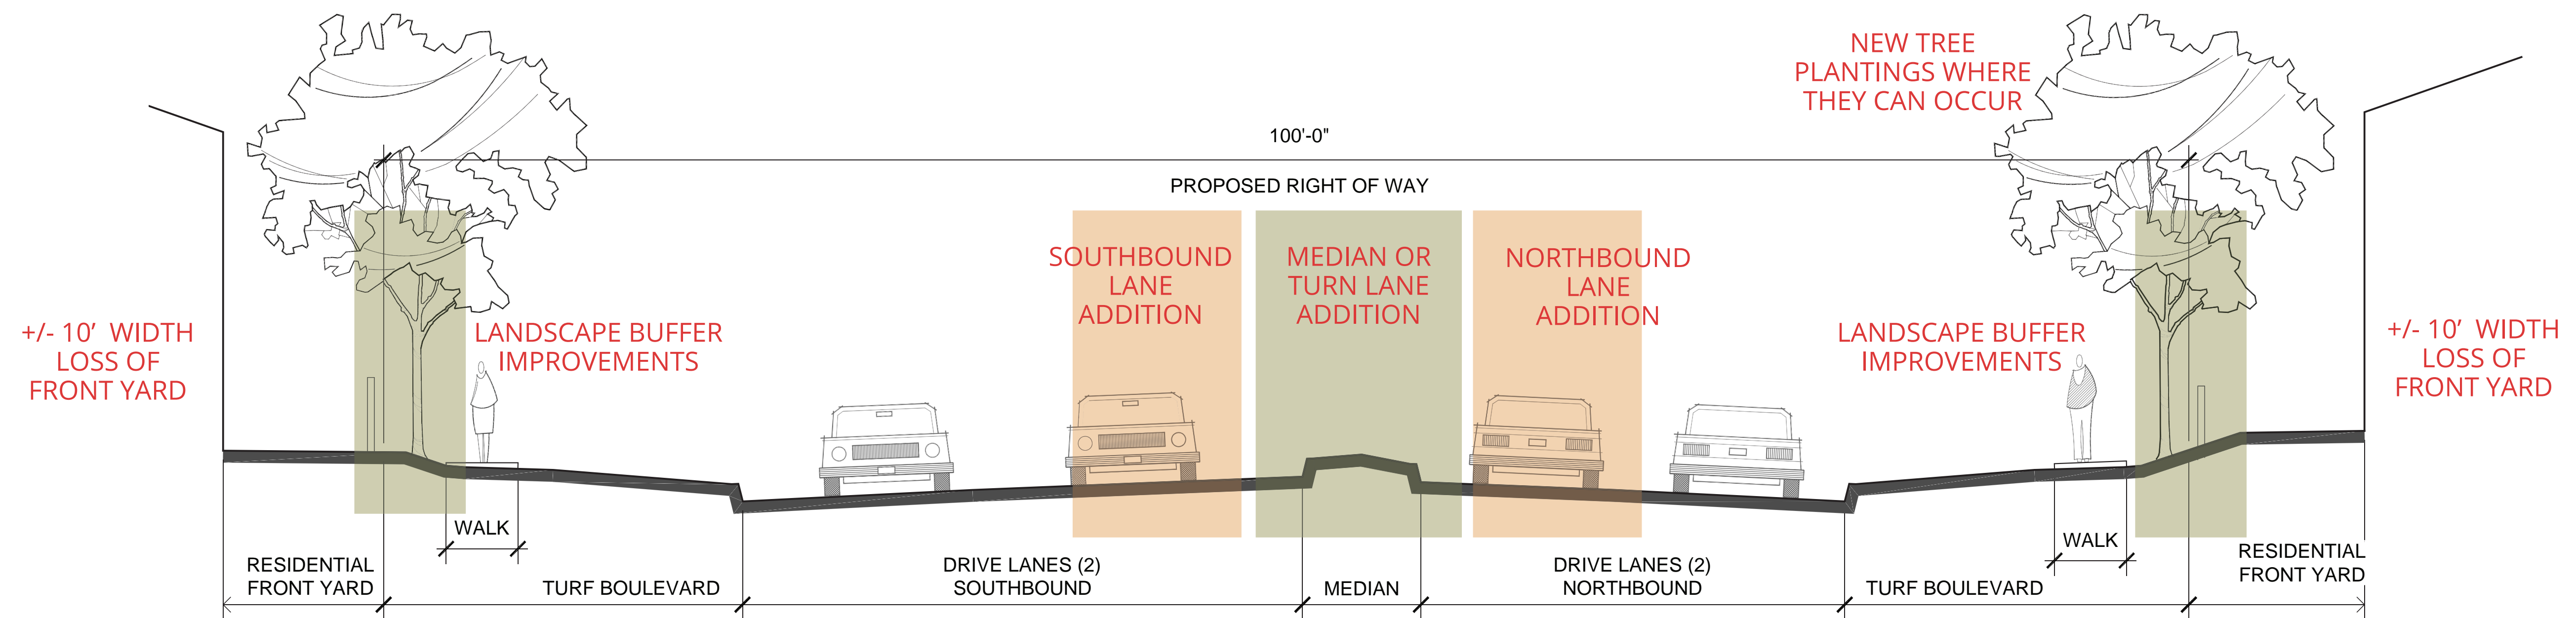 NEW TREE
PLANTINGS WHERE
THEY CAN OCCUR
100'-0"
PROPOSED RIGHT OF WAY
+/- 10’  WIDTH
LOSS OF
FRONT YARD
LANDSCAPE BUFFER
IMPROVEMENTS
SOUTHBOUND
LANE
ADDITION
MEDIAN OR
TURN LANE
ADDITION
NORTHBOUND
LANE
ADDITION
LANDSCAPE BUFFER
IMPROVEMENTS
+/- 10’  WIDTH
LOSS OF
FRONT YARD
WALK
WALK
RESIDENTIAL
FRONT YARD
TURF BOULEVARD
DRIVE LANES (2)
SOUTHBOUND
MEDIAN
DRIVE LANES (2)
NORTHBOUND
TURF BOULEVARD
RESIDENTIAL
FRONT YARD